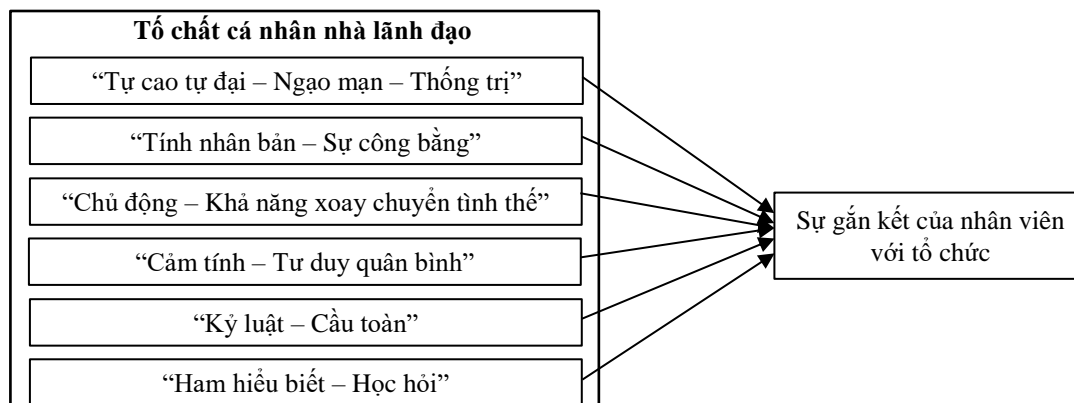 Tố chất cá nhân nhà lãnh đạo
“Tự cao tự đại – Ngạo mạn – Thống trị”
“Tính nhân bản – Sự công bằng”
“Chủ động – Khả năng xoay chuyển tình thế”
“Cảm tính – Tư duy quân bình”
“Kỷ luật – Cầu toàn”
“Ham hiểu biết – Học hỏi”
Sự gắn kết của nhân viên
với tổ chức